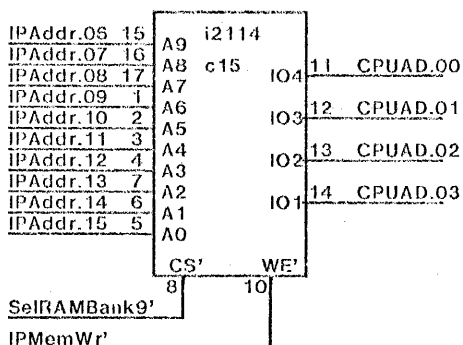 IPAddr.06 15 A9 i2114
IPAddr.07 16 A8 c15 IO4 11 CPUAD.00
IPAddr.08 17 A7
IPAddr.09 1 A6 IO3 12 CPUAD.01
IPAddr.10 2 A5
IPAddr.11 3 A4 IO2 13 CPUAD.02
IPAddr.12 4 A3
IPAddr.13 7 A2 IO1 14 CPUAD.03
IPAddr.14 6 A1
IPAddr.15 5 A0
CS' WE'
8 10
SelRAMBank9'
IPMemWr'